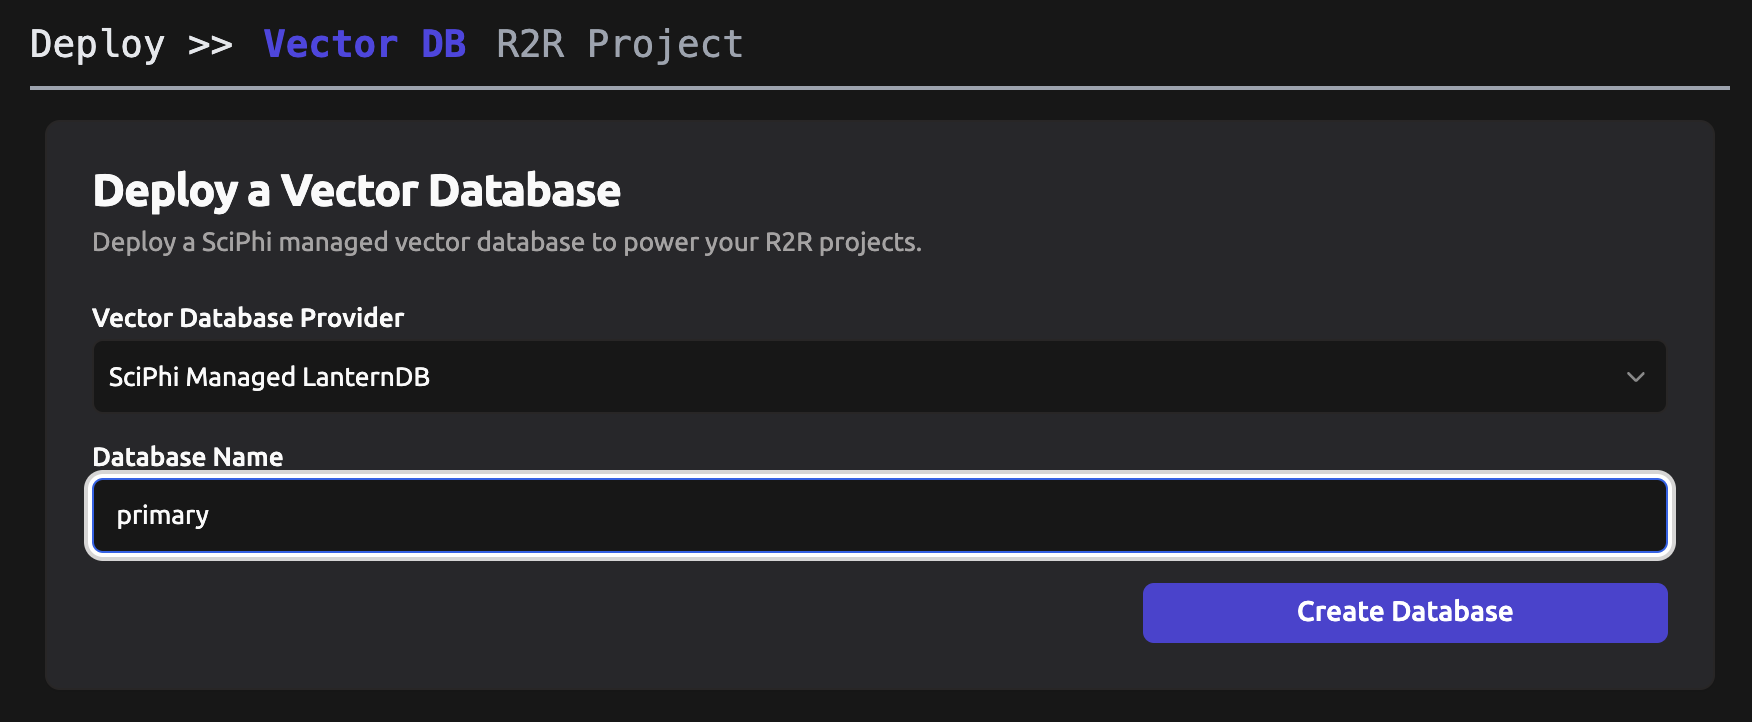 Deploy >> Vector DB R2R Project
Deploy a Vector Database
Deploy a SciPhi managed vector database to power your R2R projects.
Vector Database Provider
SciPhi Managed LanternDB
Database Name
primary
Create Database